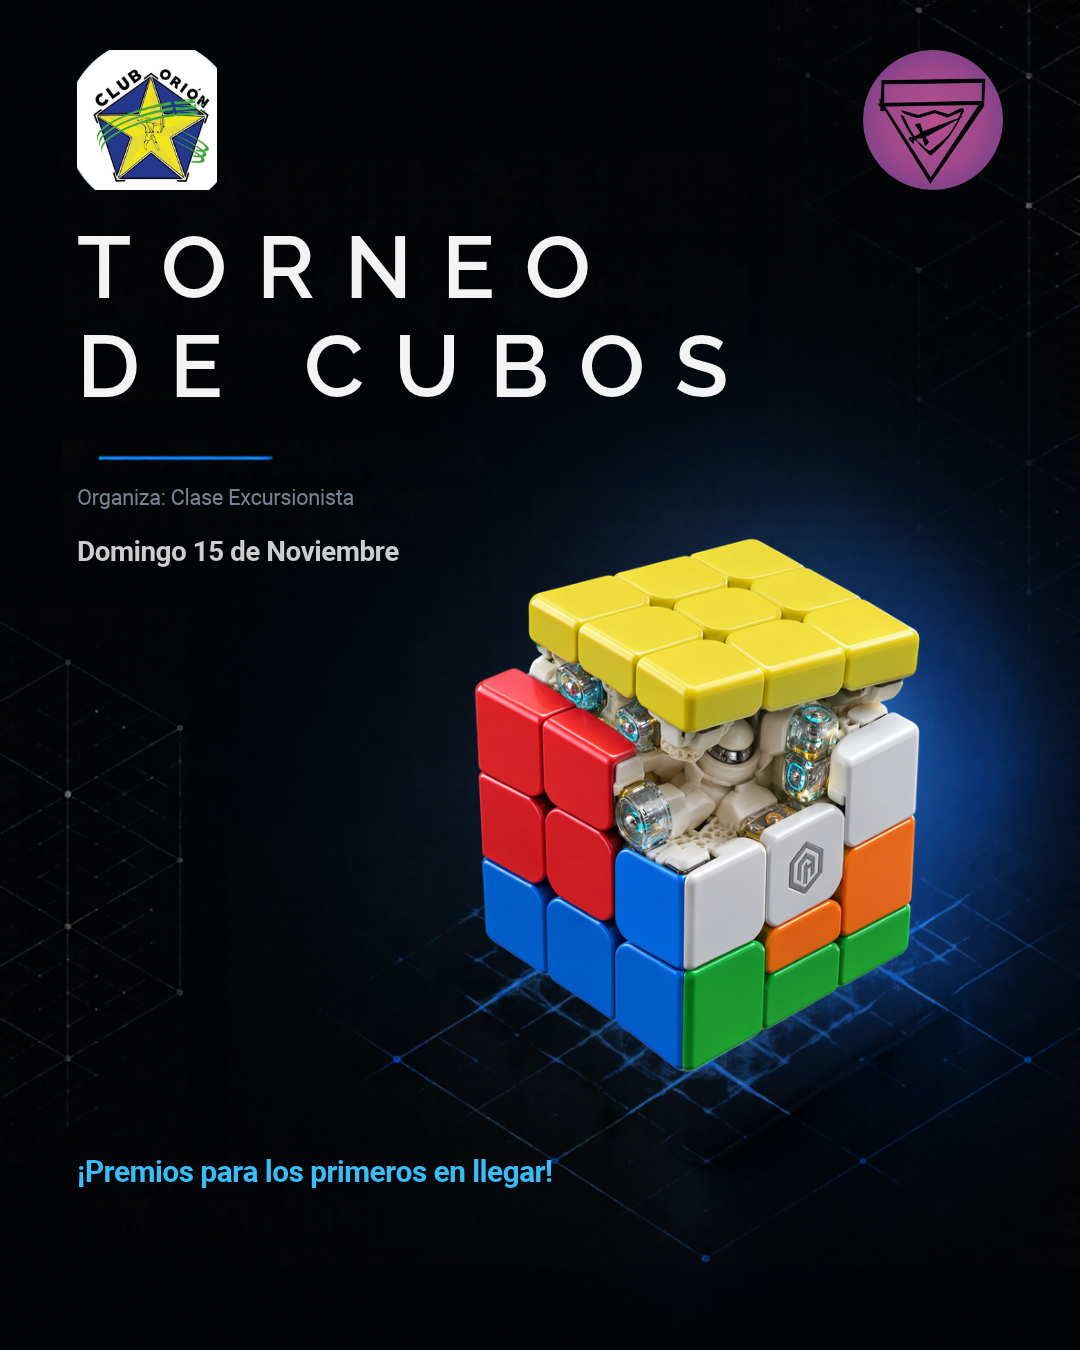 CLUB ORIÓN
TORNEO
DE CUBOS
Organiza: Clase Excursionista
Domingo 15 de Noviembre
¡Premios para los primeros en llegar!